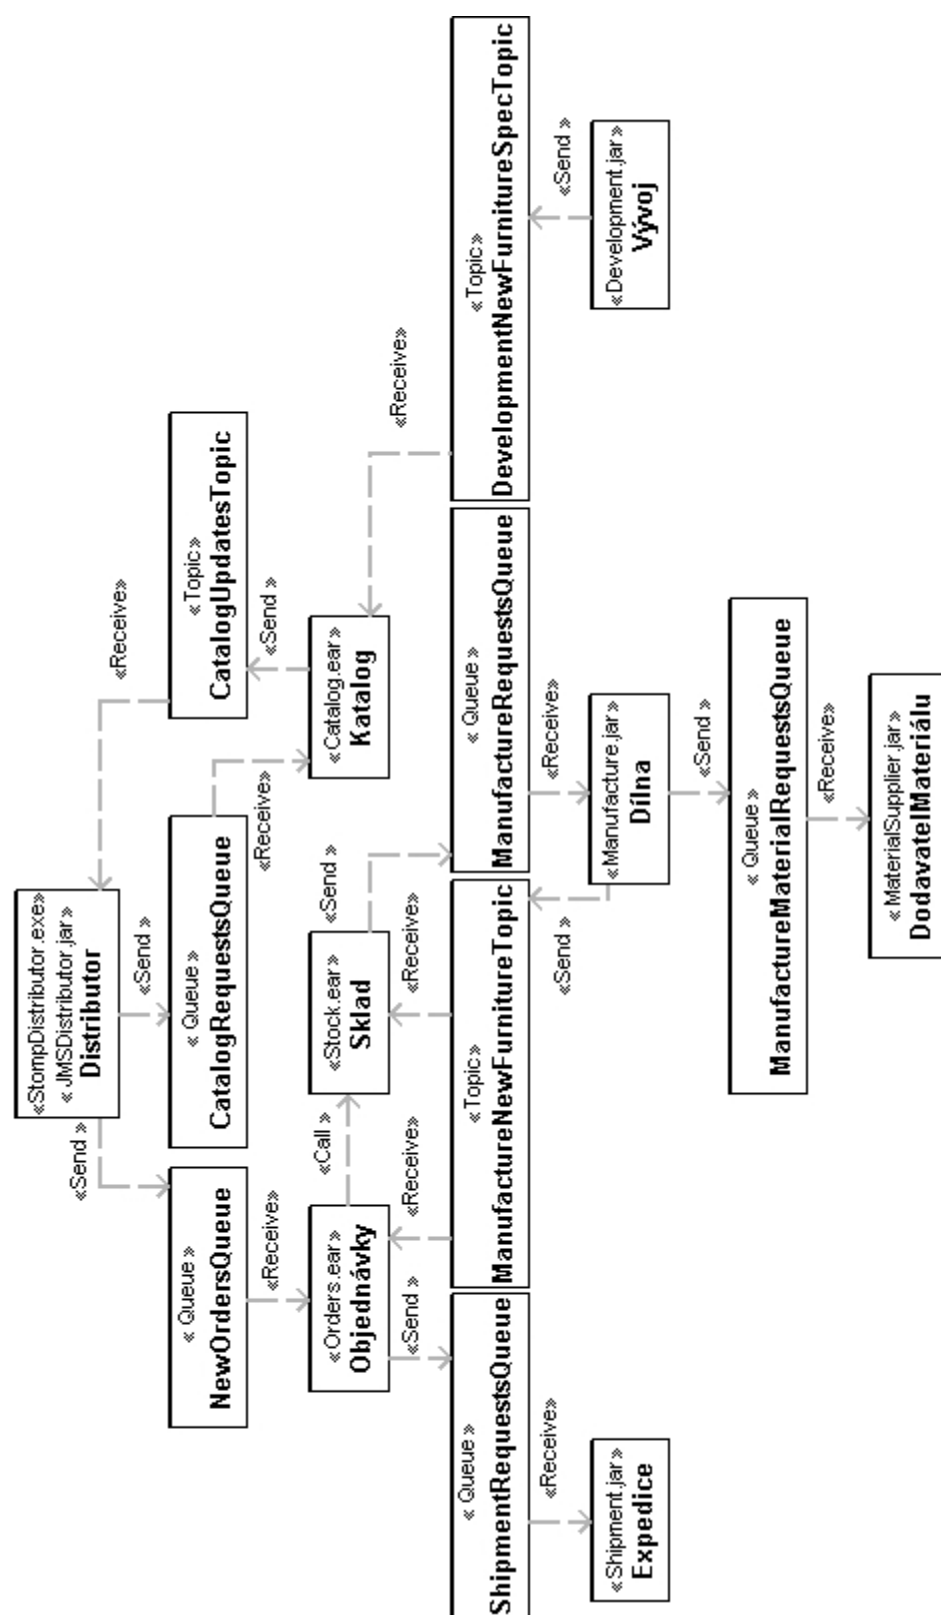 «StompDistributor.exe»
«JMSDistributor.jar»
Distributor
«Send »
«Send »
«Receive»
« Queue »
NewOrdersQueue
« Queue »
CatalogRequestsQueue
«Topic»
CatalogUpdatesTopic
«Receive»
«Receive»
«Send »
«Orders.ear»
Objednávky
«Call »
«Stock.ear»
Sklad
«Catalog.ear»
Katalog
«Send »
«Receive»
«Receive»
«Send »
«Receive»
« Queue »
ShipmentRequestsQueue
«Topic»
ManufactureNewFurnitureTopic
« Queue »
ManufactureRequestsQueue
«Topic»
DevelopmentNewFurnitureSpecTopic
«Receive»
«Send »
«Receive»
«Send »
«Shipment.jar»
Expedice
«Manufacture.jar»
Dílna
«Development.jar»
Vývoj
«Send »
« Queue »
ManufactureMaterialRequestsQueue
«Receive»
«MaterialSupplier.jar»
DodavatelMateriálu